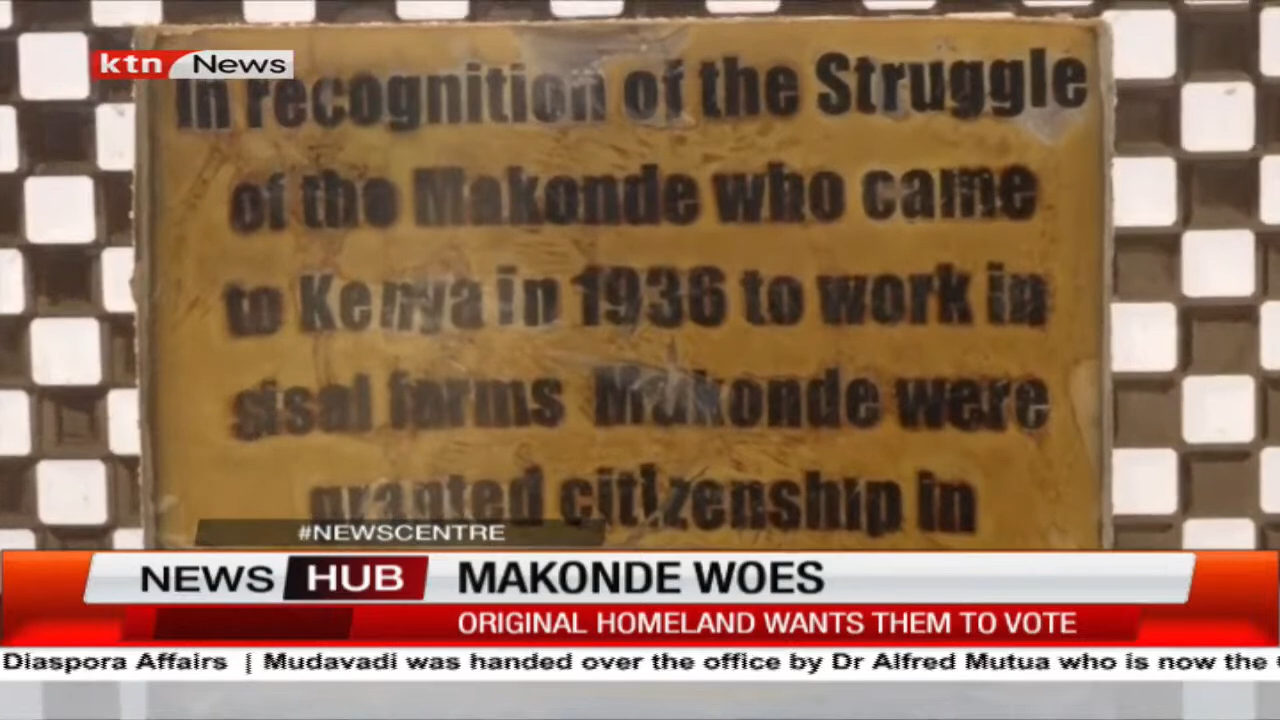 ktn News
In recognition of the Struggle
of the Makonde who came
to Kenya in 1936 to work in
sisal farms Makonde were
granted citizenship in
#NEWSCENTRE
NEWS HUB MAKONDE WOES
ORIGINAL HOMELAND WANTS THEM TO VOTE
Diaspora Affairs | Mudavadi was handed over the office by Dr Alfred Mutua who is now the